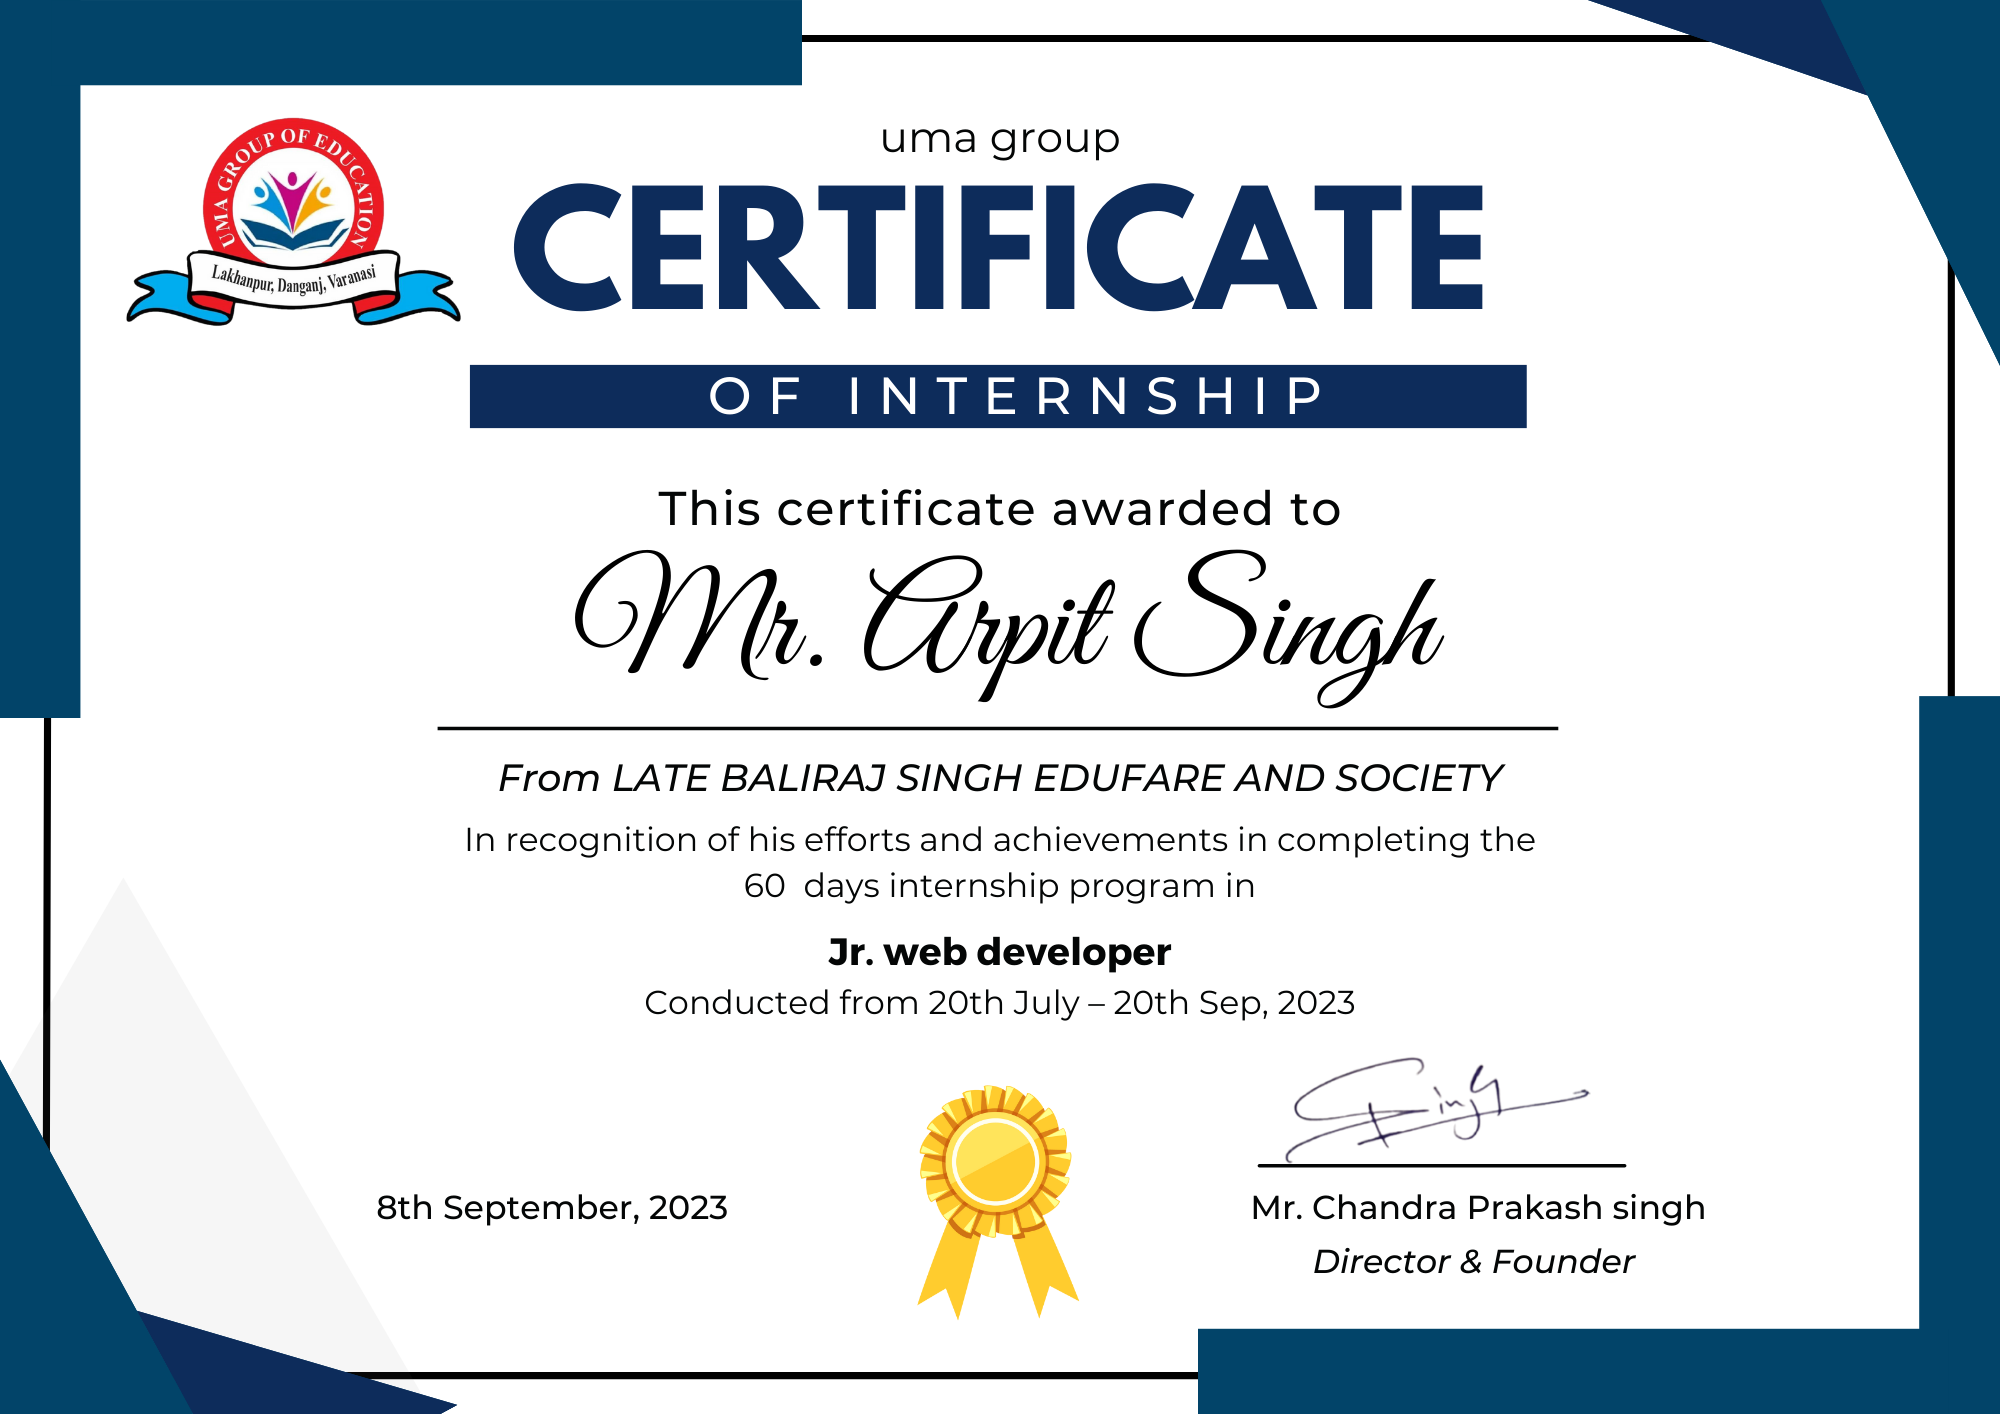 UMA GROUP OF EDUCATION
Lakhanpur, Danganj, Varanasi
uma group
CERTIFICATE
OF INTERNSHIP
This certificate awarded to
Mr. Arpit Singh
From LATE BALIRAJ SINGH EDUFARE AND SOCIETY
In recognition of his efforts and achievements in completing the
60 days internship program in
Jr. web developer
Conducted from 20th July – 20th Sep, 2023
8th September, 2023
Singh
Mr. Chandra Prakash singh
Director & Founder